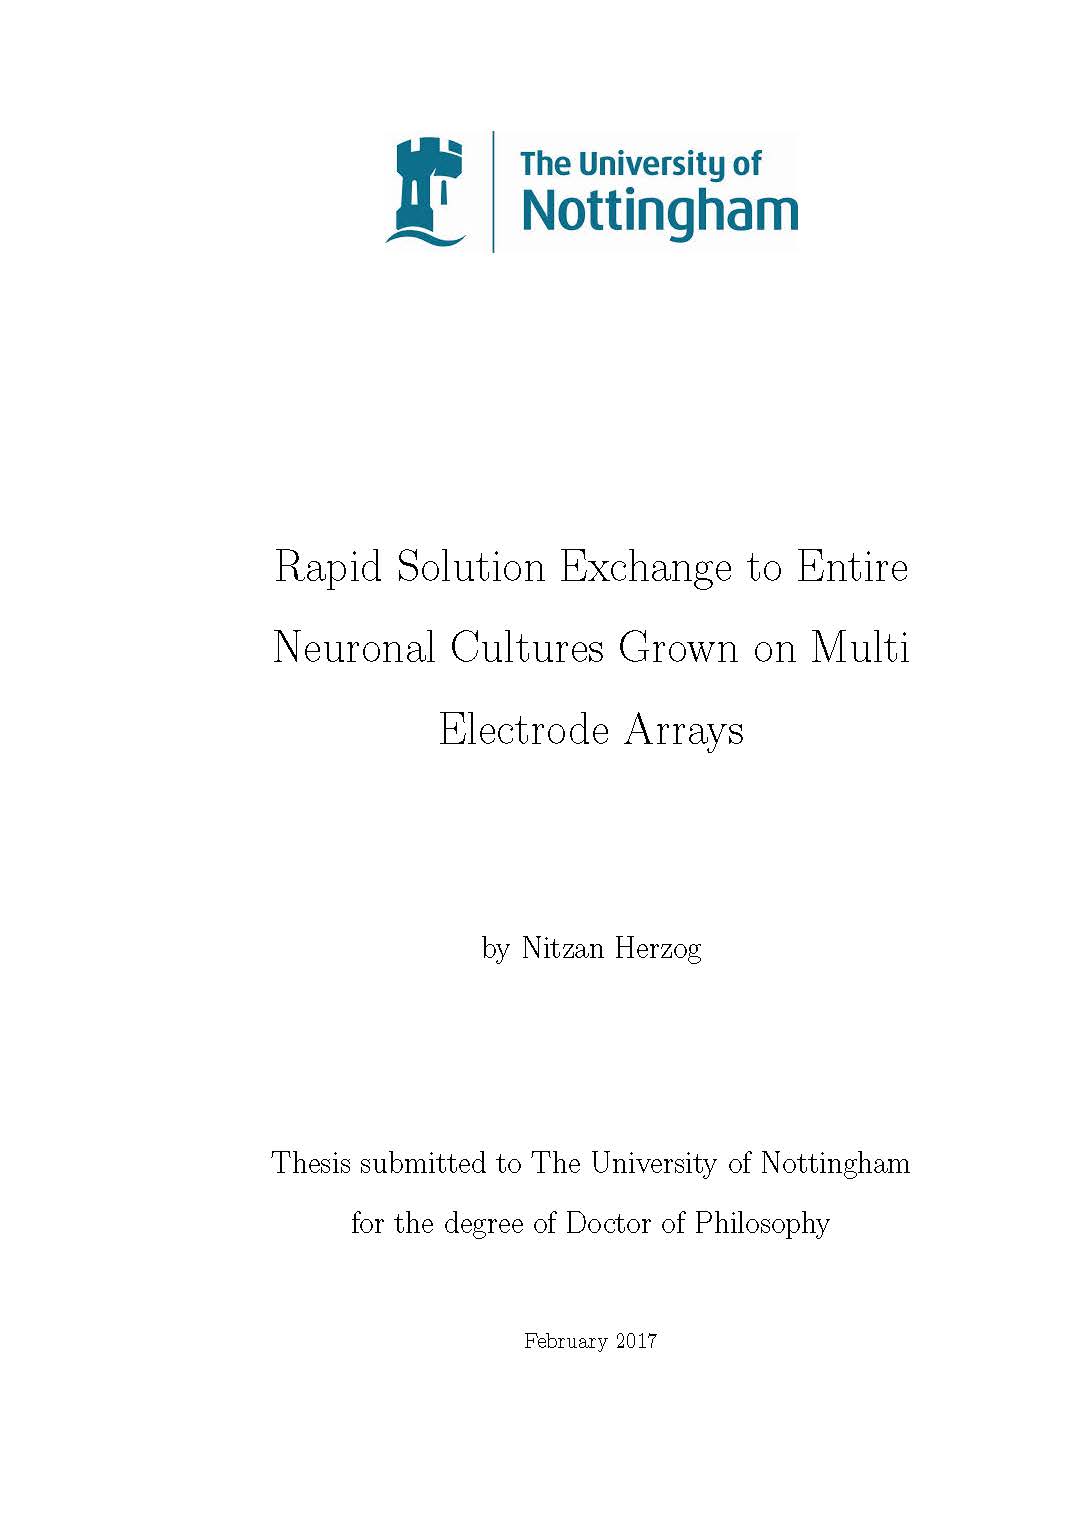 The University of
Nottingham
Rapid Solution Exchange to Entire
Neuronal Cultures Grown on Multi
Electrode Arrays
by Nitzan Herzog
Thesis submitted to The University of Nottingham
for the degree of Doctor of Philosophy
February 2017